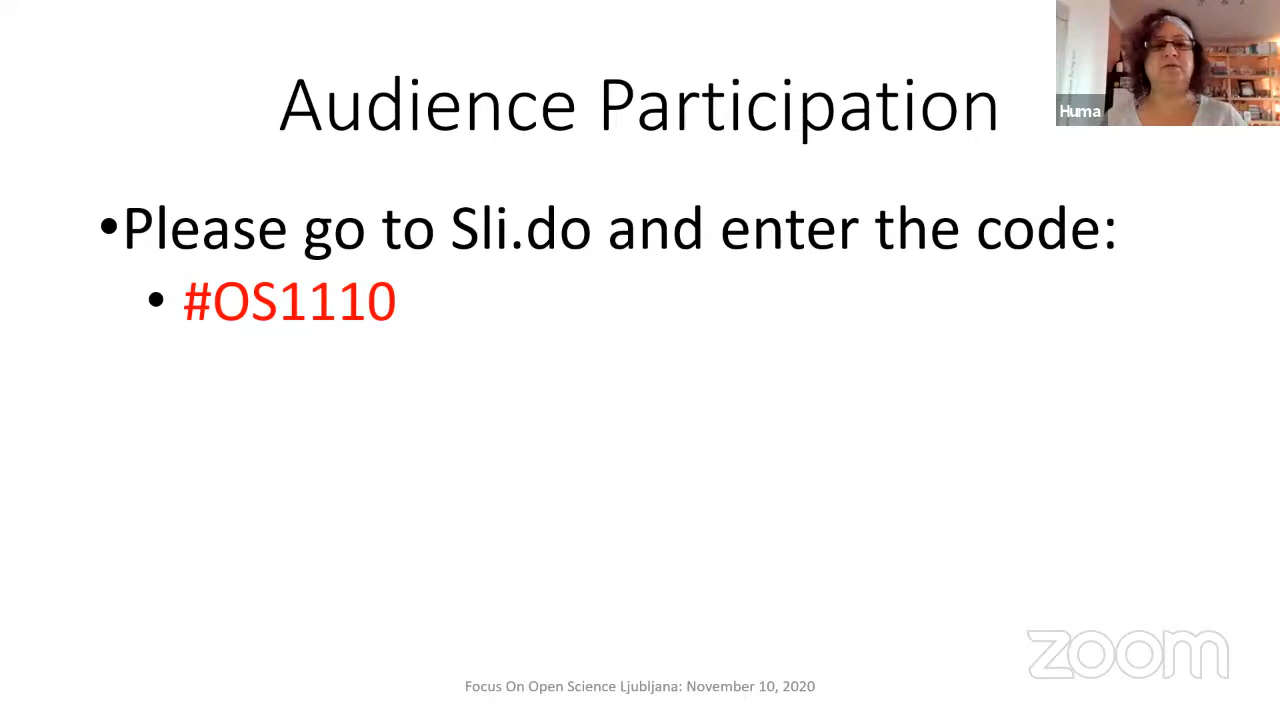 Audience Participation
Huma
•Please go to Sli.do and enter the code:
• #OS1110
zoom
Focus On Open Science Ljubljana: November 10, 2020